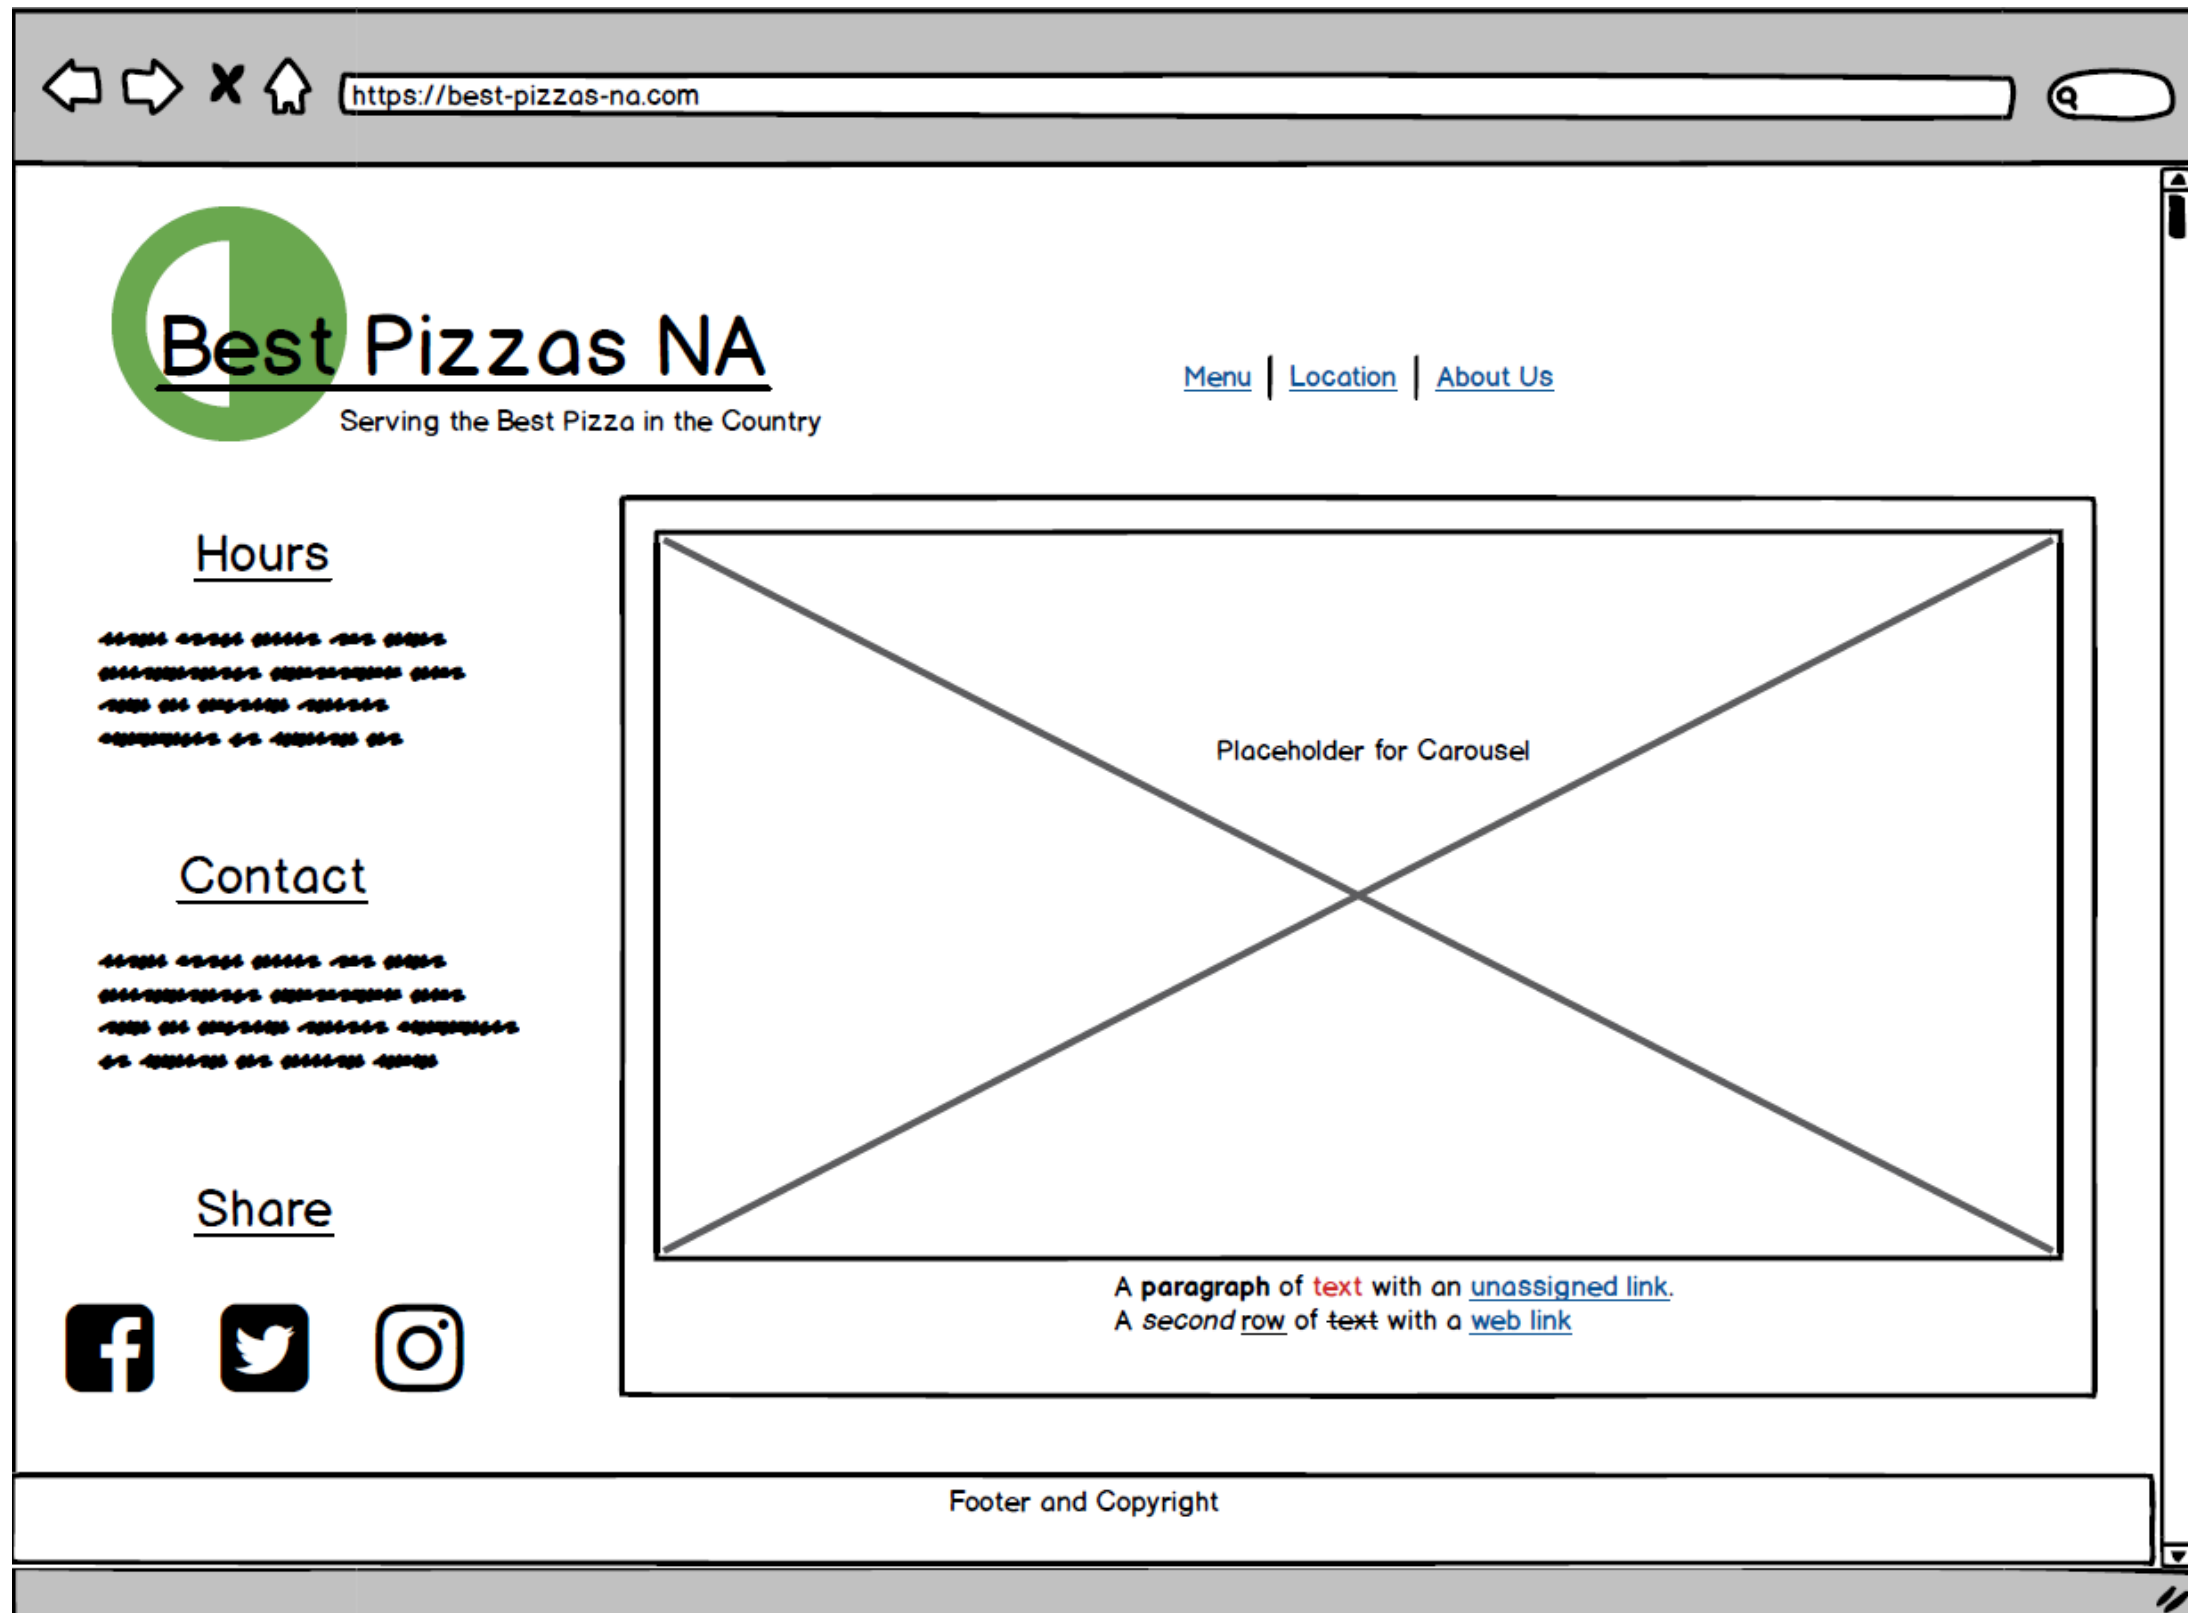 https://best-pizzas-na.com
Best Pizzas NA
Serving the Best Pizza in the Country
Menu | Location | About Us
Hours
Contact
Share
Placeholder for Carousel
A paragraph of text with an unassigned link.
A second row of text with a web link
Footer and Copyright